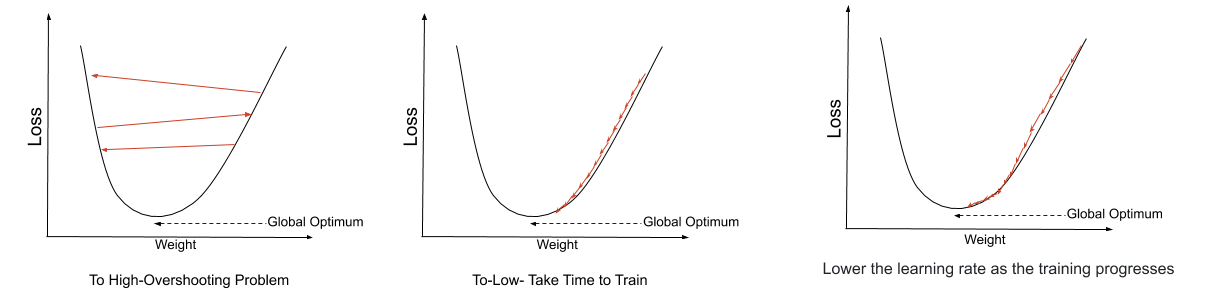 Loss
Global Optimum
Weight
To High-Overshooting Problem
Loss
Global Optimum
Weight
To-Low- Take Time to Train
Loss
Global Optimum
Weight
Lower the learning rate as the training progresses